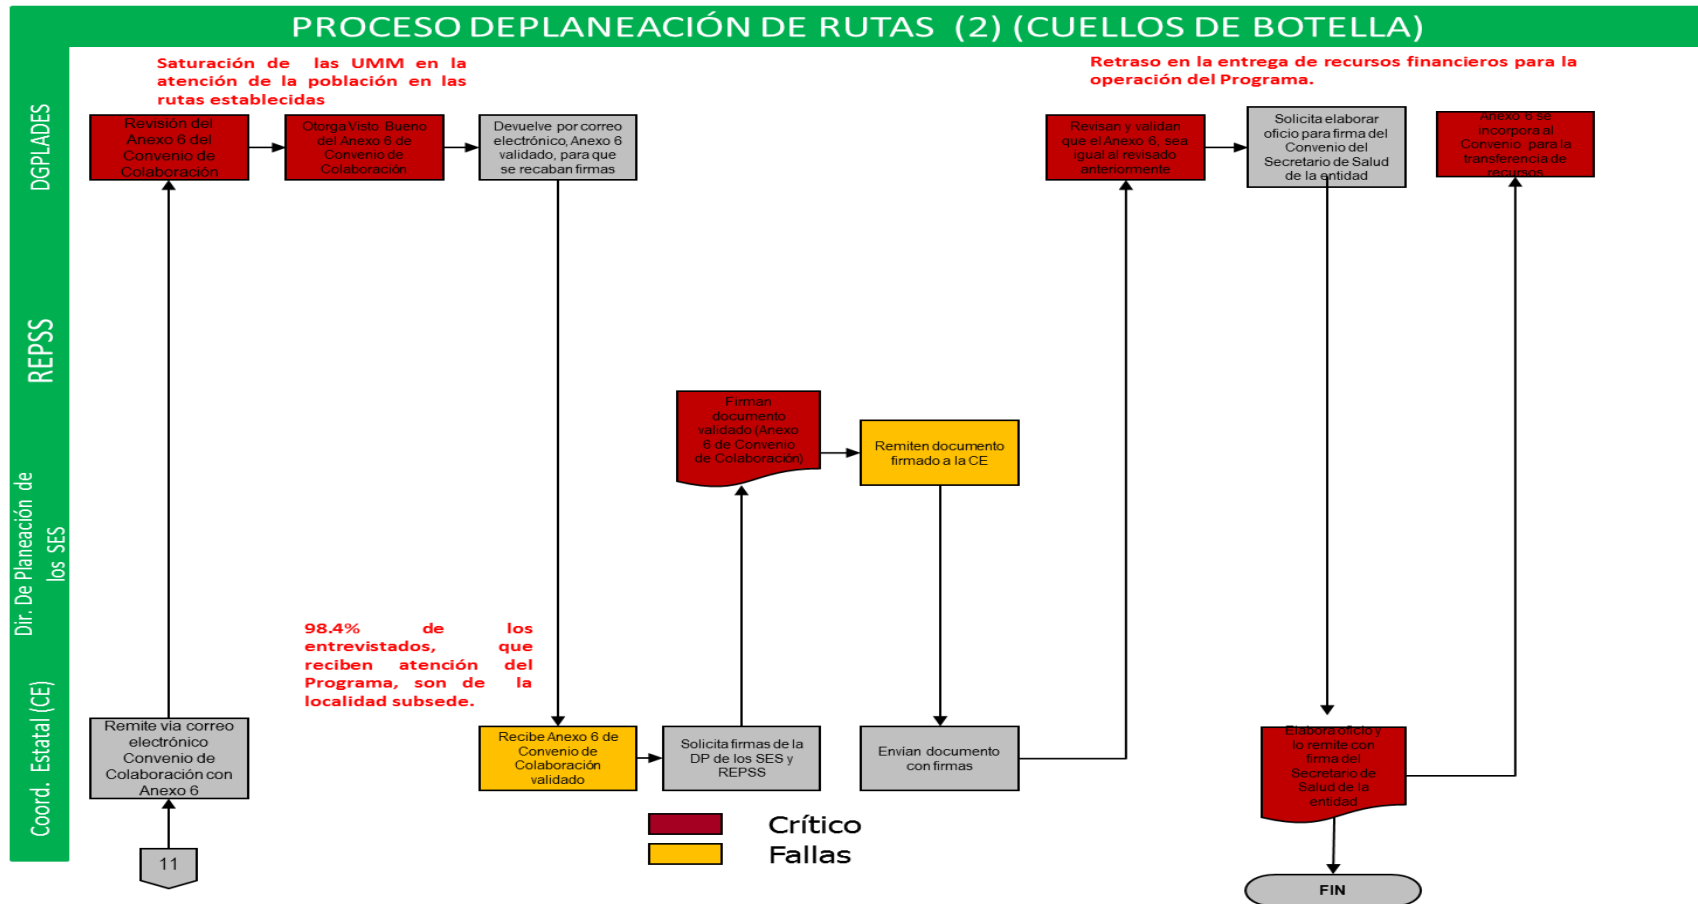 PROCESO DEPLANEACIÓN DE RUTAS (2) (CUELLOS DE BOTELLA)
Saturación de las UMM en la
atención de la población en las
rutas establecidas
Retraso en la entrega de recursos financieros para la
operación del Programa.
DGPLADES
Revisión del
Anexo 6 del
Convenio de
Colaboración
Otorga Visto Bueno
del Anexo 6 de
Convenio de
Colaboración
Devuelve por correo
electrónico, Anexo 6
validado, para que
se recaban firmas
Revisan y validan
que el Anexo 6, sea
igual al revisado
anteriormente
Solicita elaborar
oficio para firma del
Convenio del
Secretario de Salud
de la entidad
Anexo 6 se
incorpora al
Convenio para la
transferencia de
recursos
REPSS
Firman
documento
validado (Anexo
6 de Convenio
de Colaboración)
Remiten documento
firmado a la CE
Dir. De Planeación de
los SES
98.4% de los
entrevistados, que
reciben atención del
Programa, son de la
localidad subsede.
Coord. Estatal (CE)
Remite via correo
electrónico
Convenio de
Colaboración con
Anexo 6
Recibe Anexo 6 de
Convenio de
Colaboración
validado
Solicita firmas de la
DP de los SES y
REPSS
Envían documento
con firmas
Elabora oficio y
lo remite con
firma del
Secretario de
Salud de la
entidad
11
Crítico
Fallas
FIN